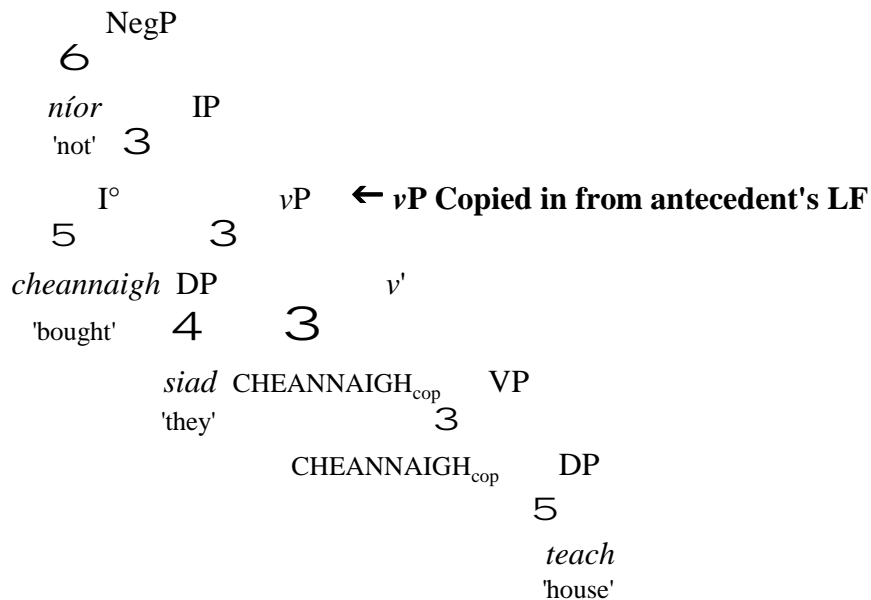 NegP
6
níor IP
'not' 3
I° vP ← vP Copied in from antecedent's LF
5 3
cheannaigh DP v'
'bought' 4 3
siad CHEANNAIGHcop VP
'they' 3
CHEANNAIGHcop DP
5
teach
'house'